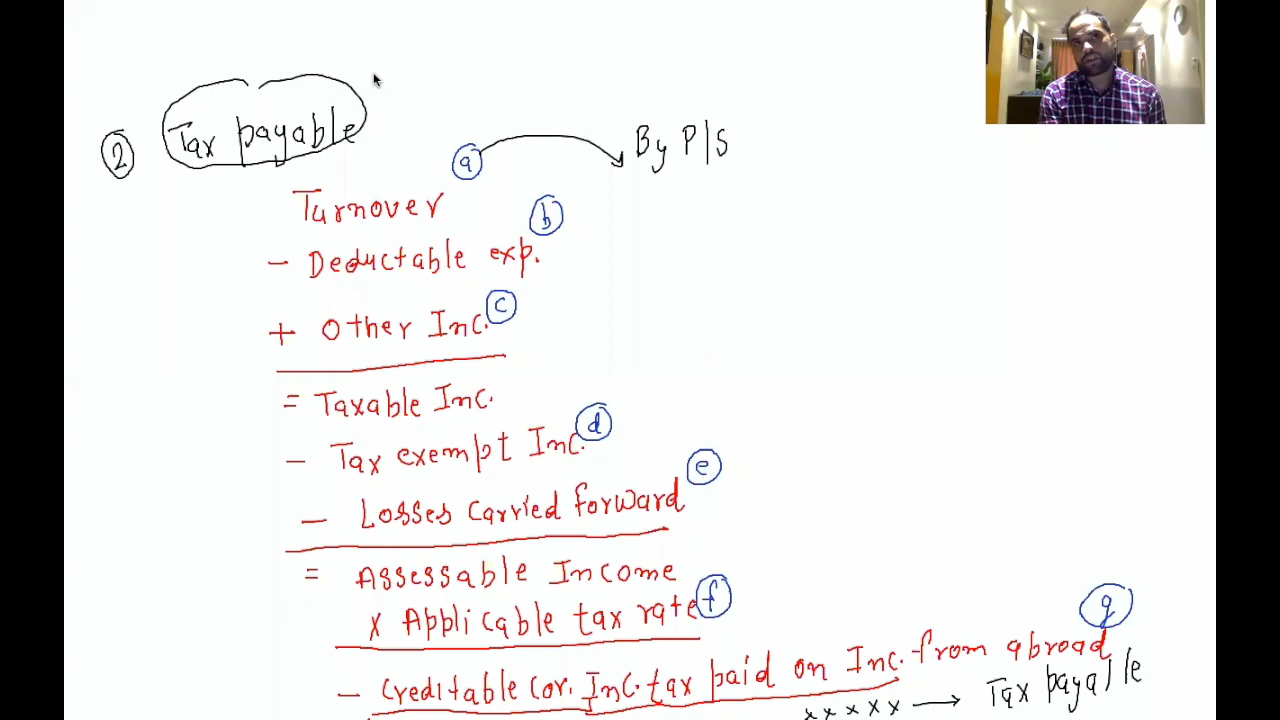 ② Tax payable
ⓐ By P|S
Turnover
- Deductable exp. ⓑ
+ Other Inc. ⓒ
= Taxable Inc.
- Tax exempt Inc. ⓓ
- Losses carried forward ⓔ
= Assessable Income
x Applicable tax rate ⓕ
- Creditable cor. Inc. tax paid on Inc. from abroad ⓖ
x x x x x → Tax payable